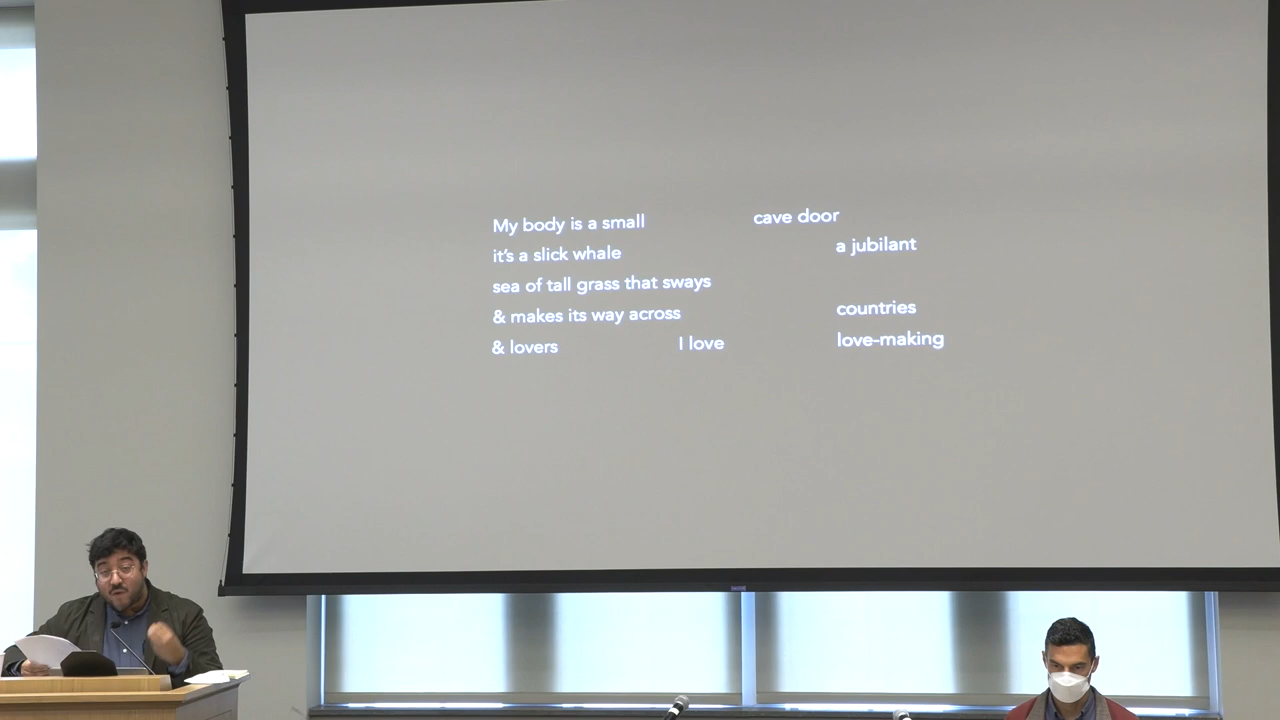 My body is a small cave door
it's a slick whale a jubilant
sea of tall grass that sways
& makes its way across countries
& lovers I love love-making